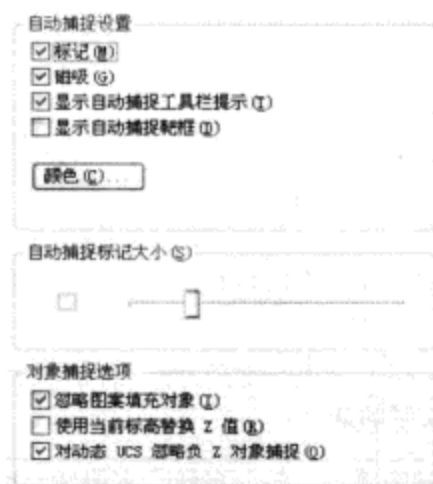 自动捕捉设置
标记(M)
磁吸(G)
显示自动捕捉工具栏提示(T)
显示自动捕捉靶框(D)
颜色(C)...
自动捕捉标记大小(S)
对象捕捉选项
忽略图案填充对象(I)
使用当前标高替换 Z 值(R)
对动态 UCS 忽略负 Z 对象捕捉(O)